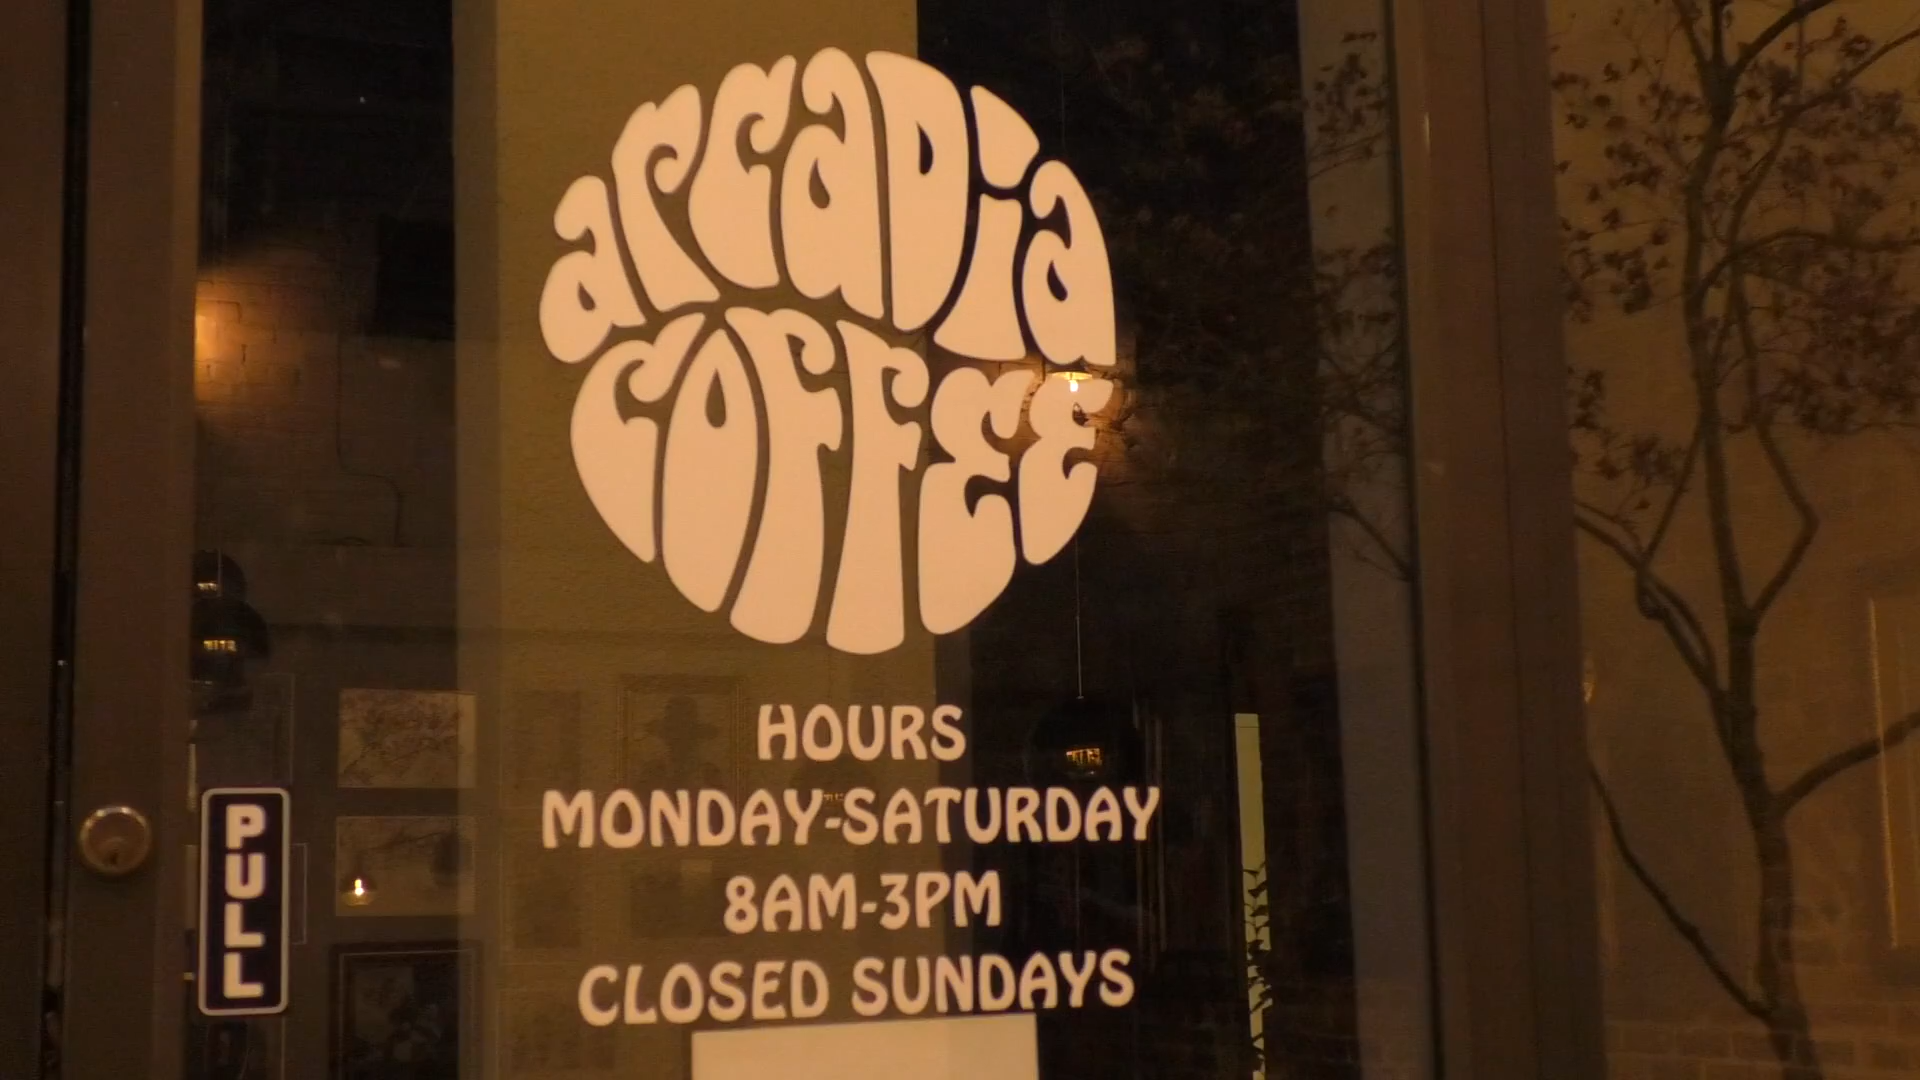 arcaDia
coffee
HOURS
MONDAY-SATURDAY
8AM-3PM
CLOSED SUNDAYS
PULL